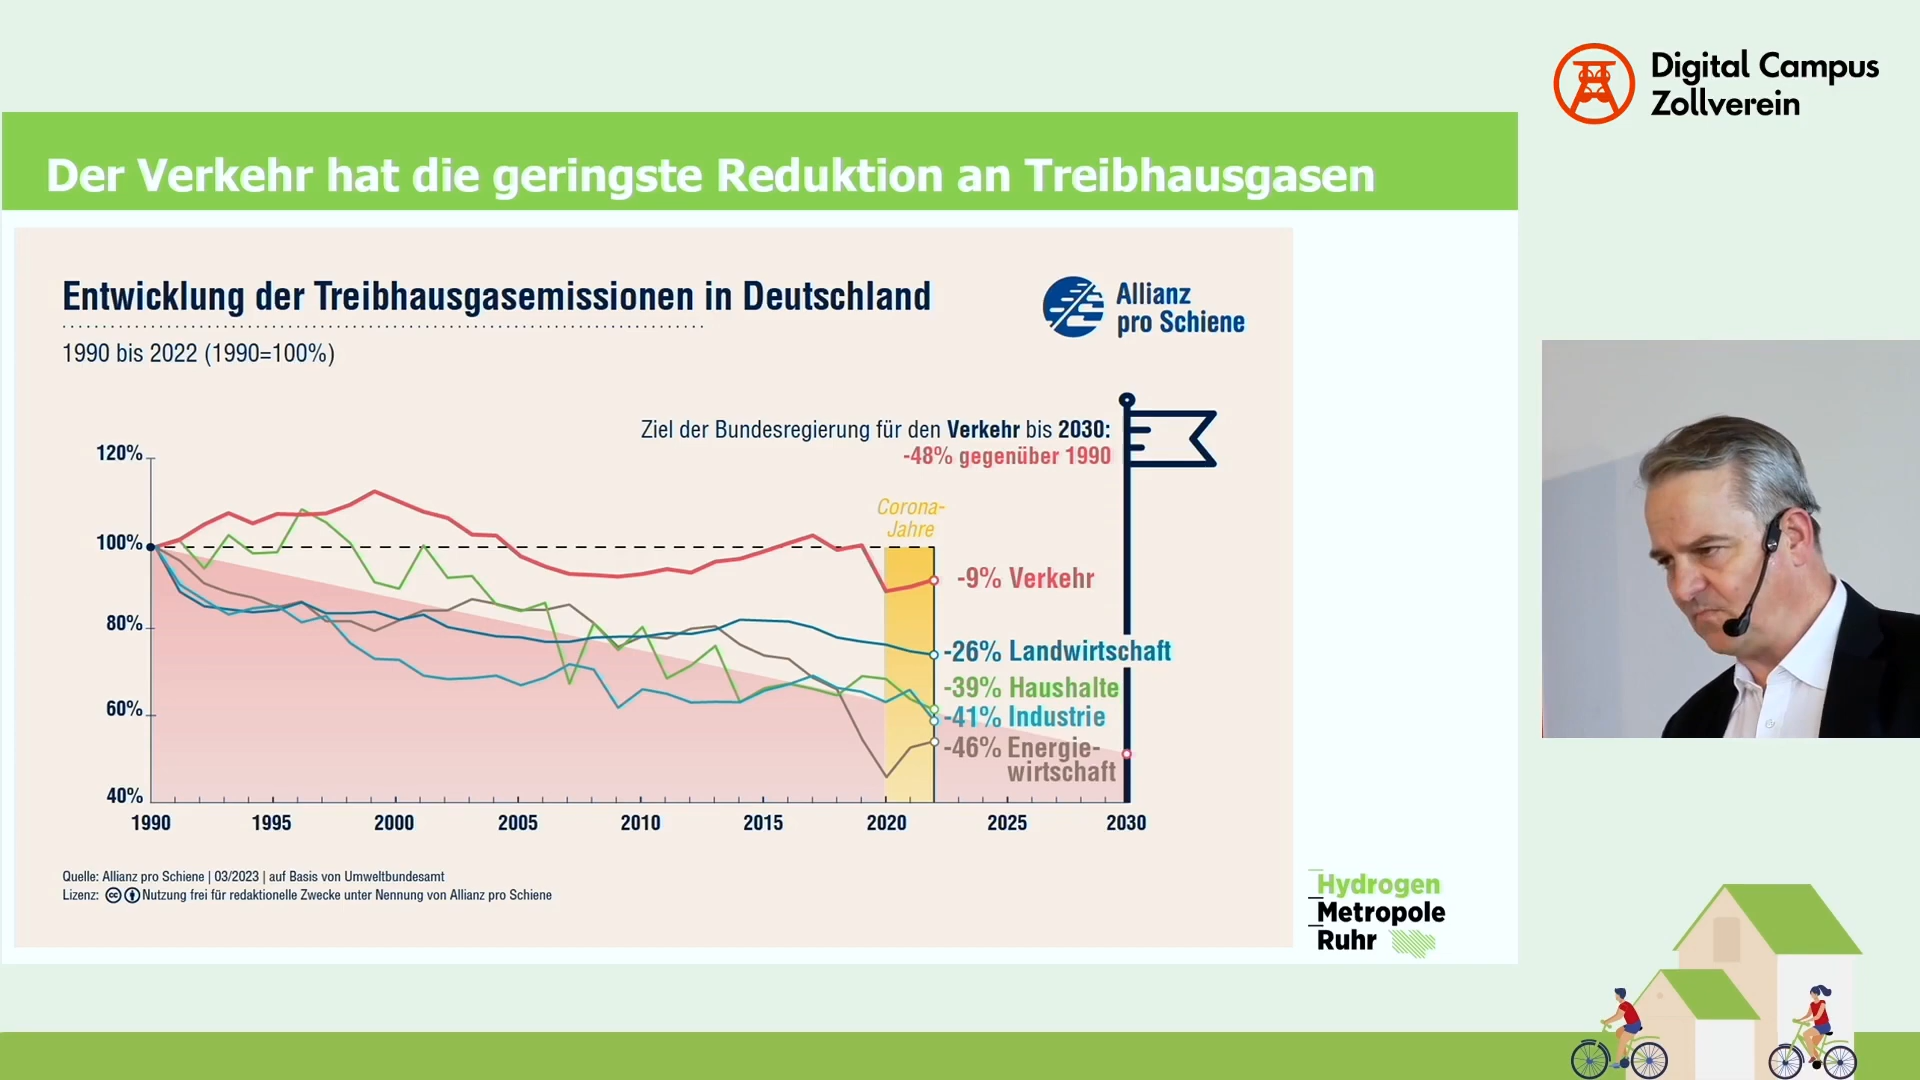 Digital Campus
Zollverein
Der Verkehr hat die geringste Reduktion an Treibhausgasen
Entwicklung der Treibhausgasemissionen in Deutschland
1990 bis 2022 (1990=100%)
Allianz
pro Schiene
Ziel der Bundesregierung für den Verkehr bis 2030:
-48% gegenüber 1990
120%
100%
80%
60%
40%
Corona-
Jahre
-9% Verkehr
-26% Landwirtschaft
-39% Haushalte
-41% Industrie
-46% Energie-
wirtschaft
1990 1995 2000 2005 2010 2015 2020 2025 2030
Quelle: Allianz pro Schiene | 03/2023 | auf Basis von Umweltbundesamt
Lizenz: cc Nutzung frei für redaktionelle Zwecke unter Nennung von Allianz pro Schiene
Hydrogen
Metropole
Ruhr